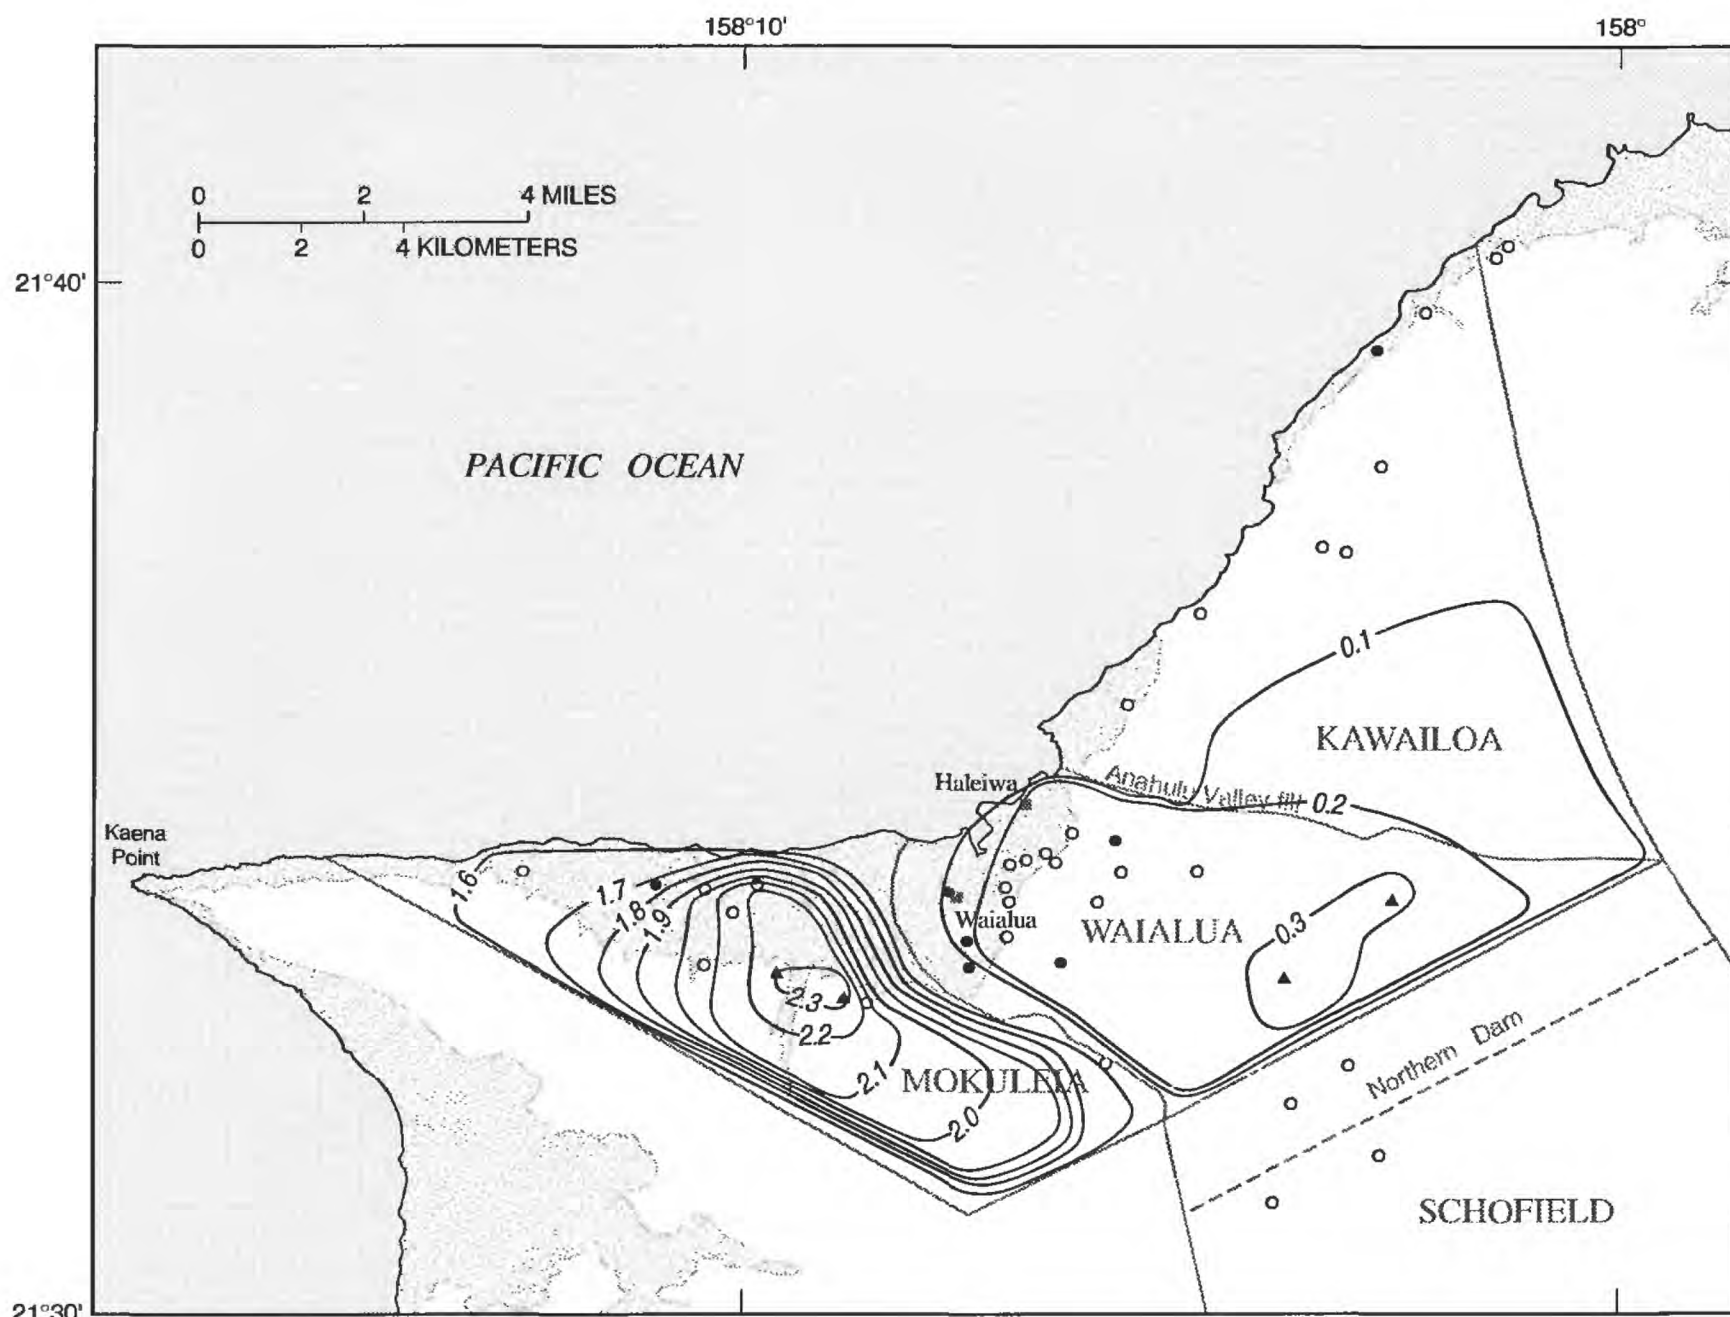 158°10'
158°
0 2 4 MILES
0 2 4 KILOMETERS
21°40'
PACIFIC OCEAN
0.1
KAWAILOA
Haleiwa
Anahulu Valley fill
0.2
Kaena
Point
1.6
1.7
1.8
1.9
Waialua
WAIALUA
0.3
2.3
2.2
2.1
MOKULEIA
2.0
Northern Dam
SCHOFIELD
21°30'